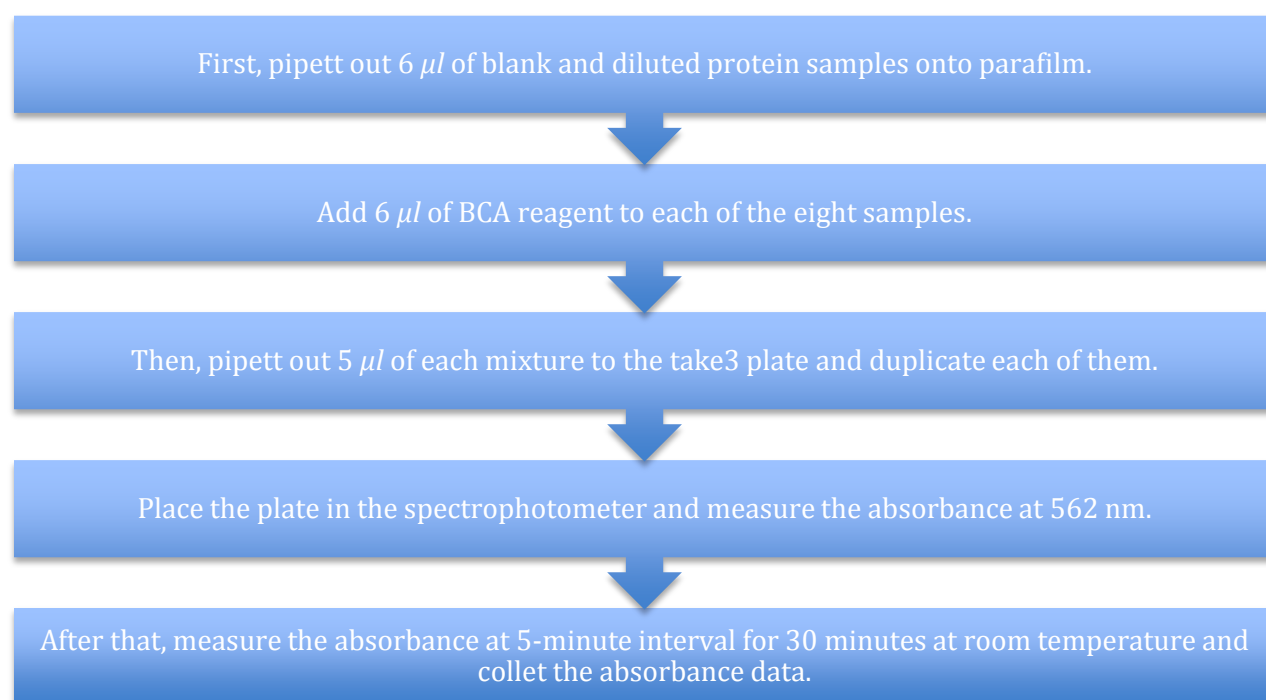 First, pipett out 6 μl of blank and diluted protein samples onto parafilm.
Add 6 μl of BCA reagent to each of the eight samples.
Then, pipett out 5 μl of each mixture to the take3 plate and duplicate each of them.
Place the plate in the spectrophotometer and measure the absorbance at 562 nm.
After that, measure the absorbance at 5-minute interval for 30 minutes at room temperature and
collet the absorbance data.